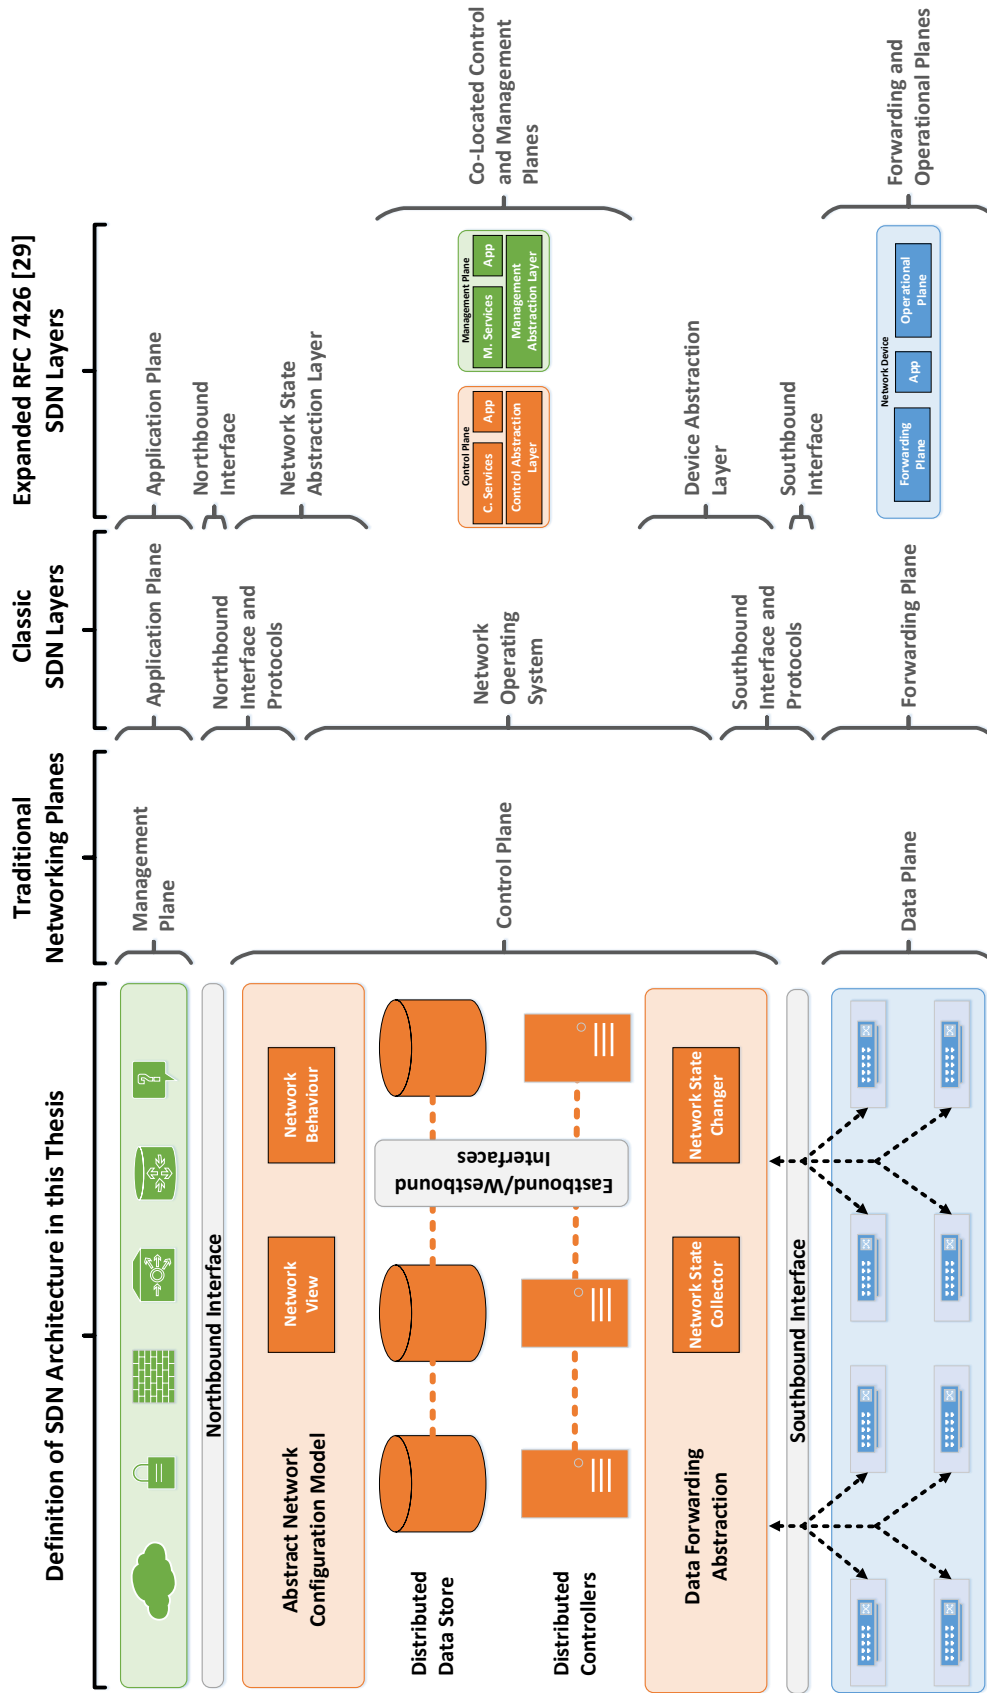 Definition of SDN Architecture in this Thesis
Traditional
Networking Planes
Classic
SDN Layers
Expanded RFC 7426 [29]
SDN Layers
Northbound Interface
Abstract Network
Configuration Model
Network
View
Network
Behaviour
Distributed
Data Store
Distributed
Controllers
Eastbound/Westbound
Interfaces
Data Forwarding
Abstraction
Network State
Collector
Network State
Changer
Southbound Interface
Management
Plane
Control Plane
Data Plane
Application Plane
Northbound
Interface and
Protocols
Network
Operating
System
Southbound
Interface and
Protocols
Forwarding Plane
Application Plane
Northbound
Interface
Network State
Abstraction Layer
Control Plane
C. Services
App
Control Abstraction
Layer
Management Plane
M. Services
App
Management
Abstraction Layer
Co-Located Control
and Management
Planes
Device Abstraction
Layer
Southbound
Interface
Network Device
Forwarding
Plane
App
Operational
Plane
Forwarding and
Operational Planes
?